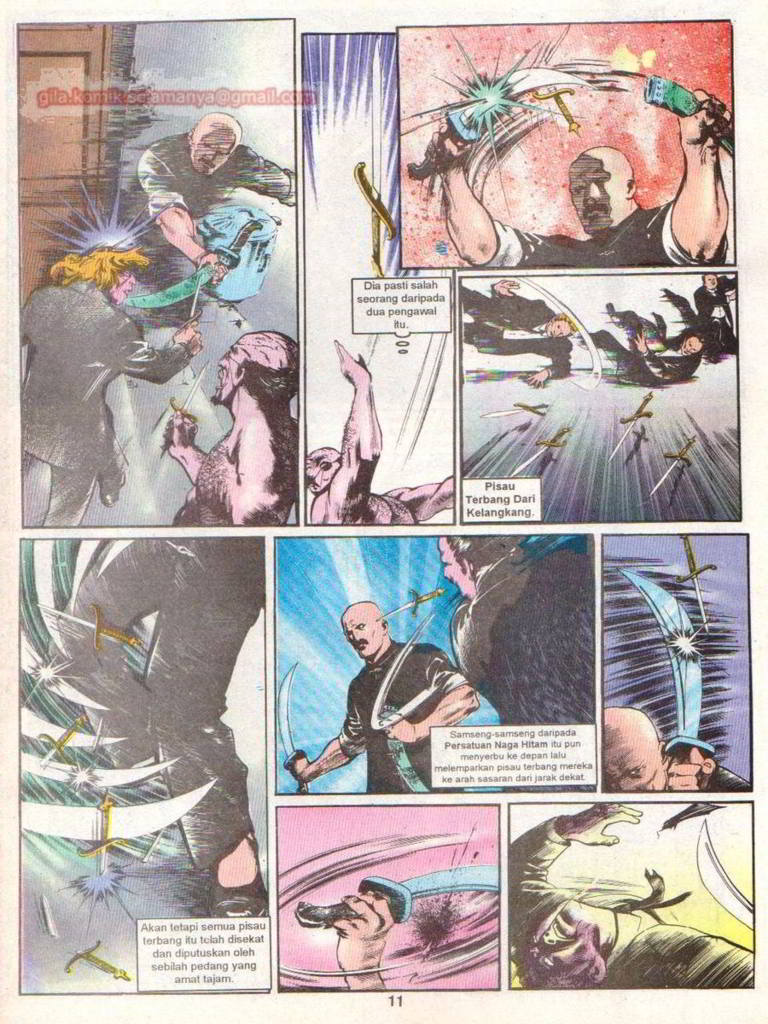 gila.komik.selamanya@gmail.com
Dia pasti salah
seorang daripada
dua pengawal
itu.
Pisau
Terbang Dari
Kelangkang.
Samseng-samseng daripada
Persatuan Naga Hitam itu pun
menyerbu ke depan lalu
melemparkan pisau terbang mereka
ke arah sasaran dari jarak dekat.
Akan tetapi semua pisau
terbang itu telah disekat
dan diputuskan oleh
sebilah pedang yang
amat tajam.
11